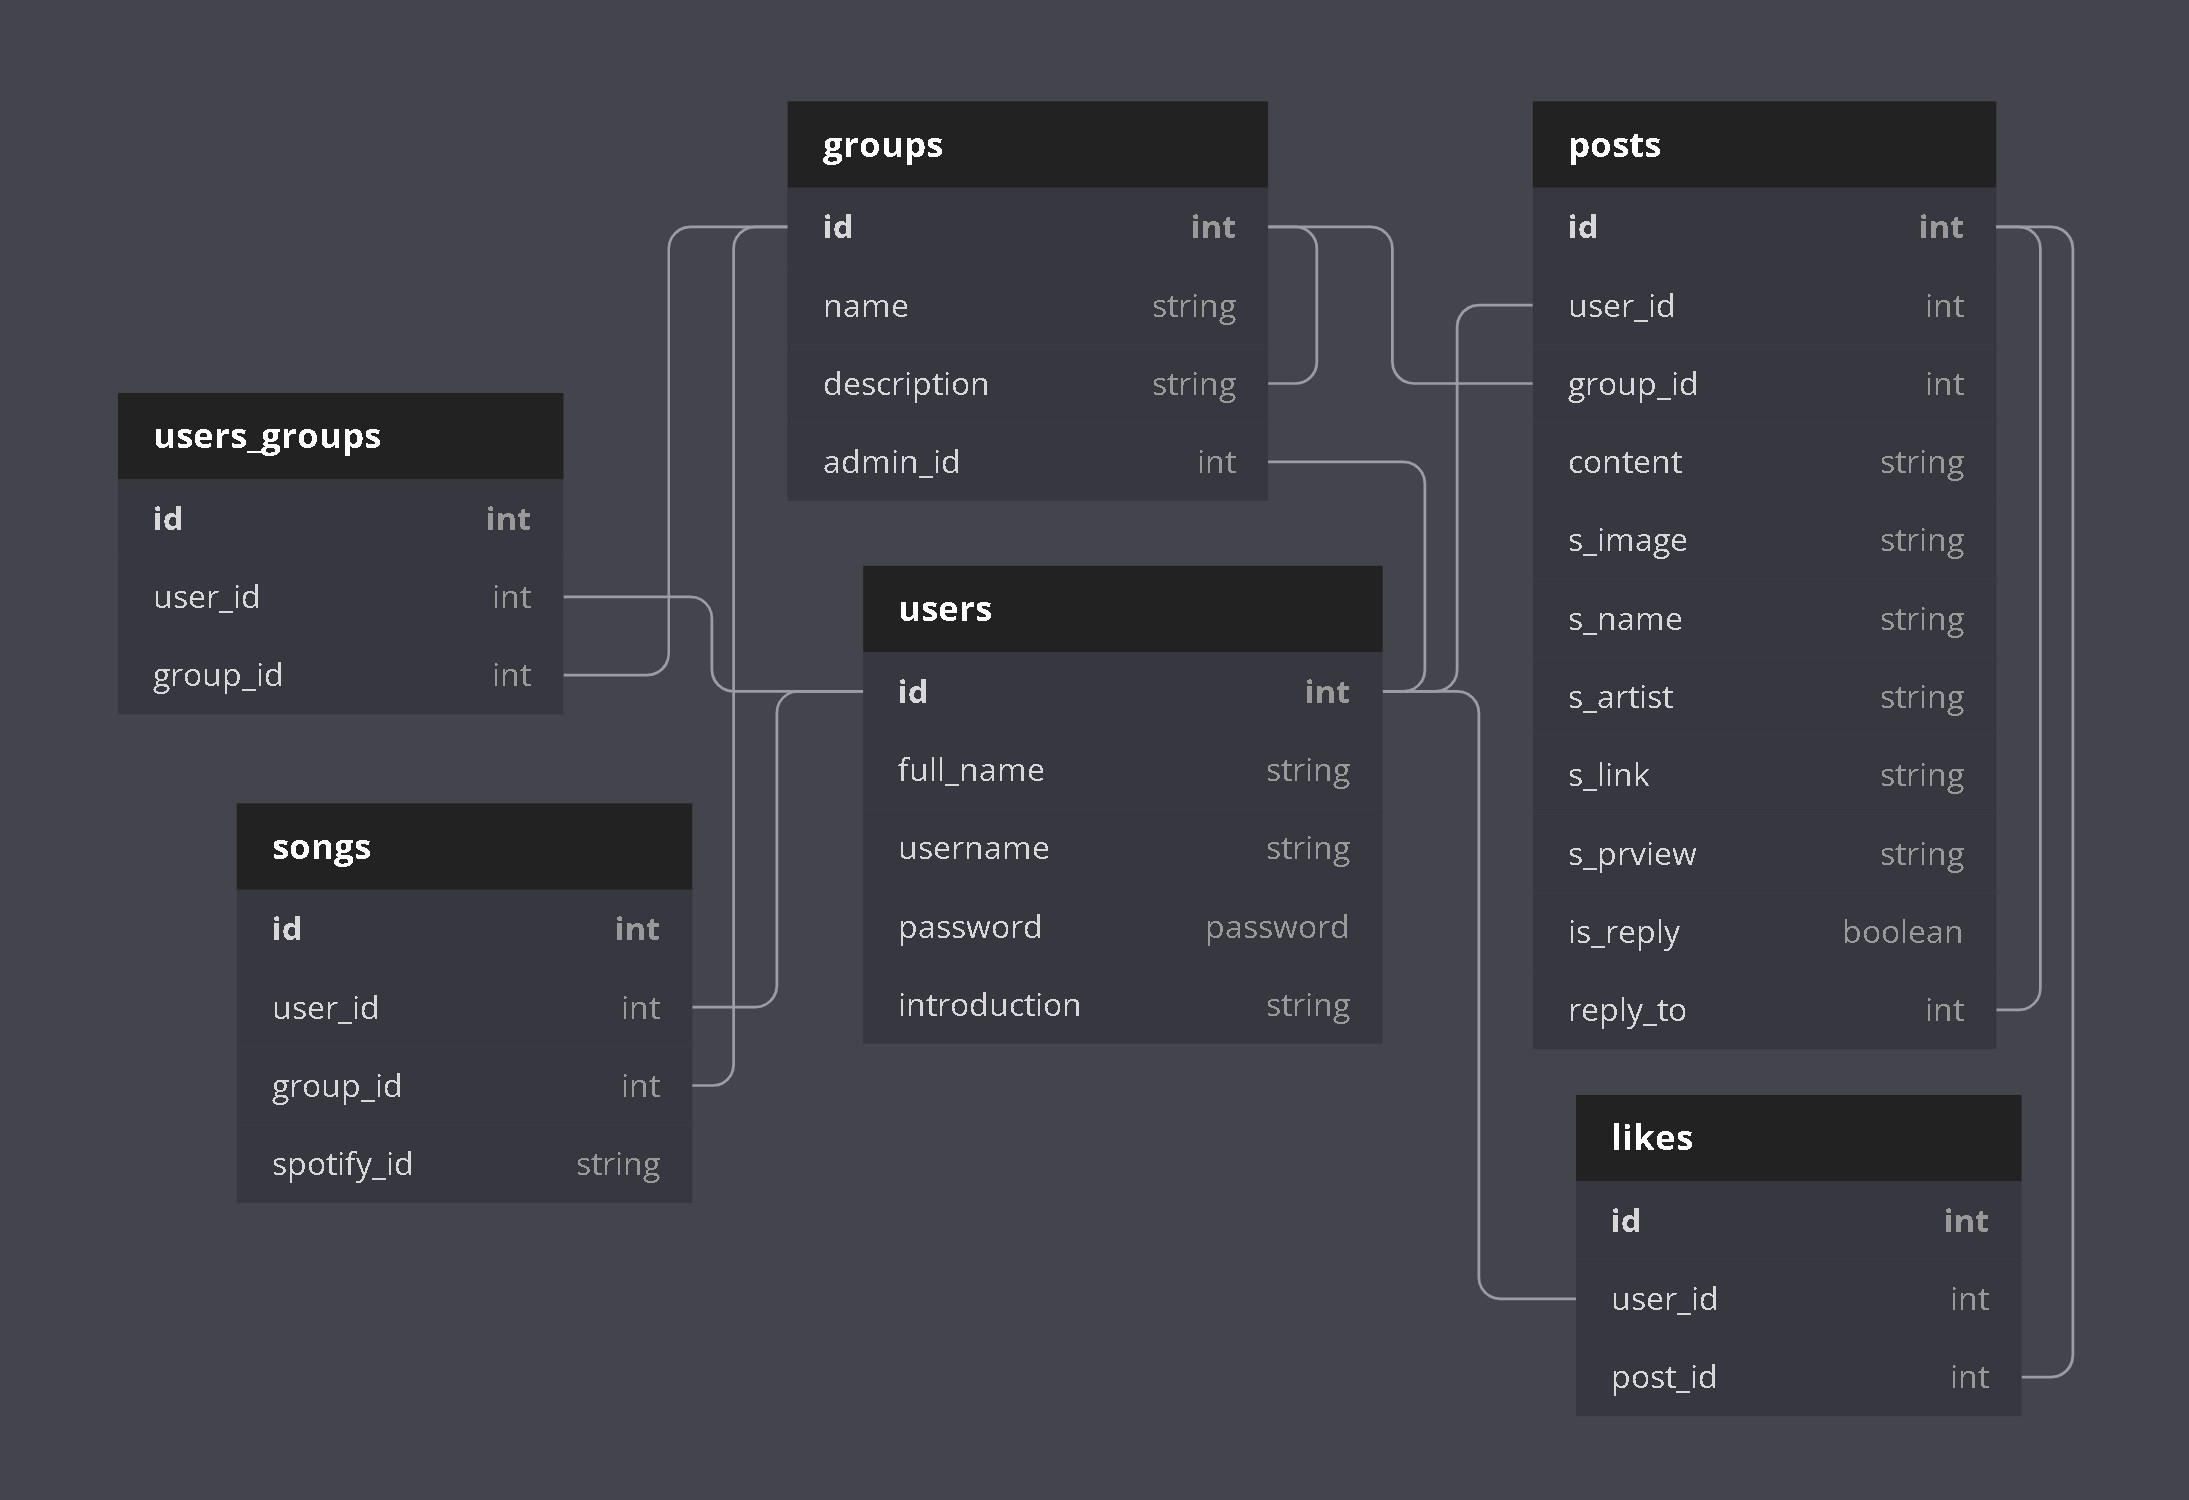 groups
id int
name string
description string
admin_id int
posts
id int
user_id int
group_id int
content string
s_image string
s_name string
s_artist string
s_link string
s_prview string
is_reply boolean
reply_to int
users_groups
id int
user_id int
group_id int
users
id int
full_name string
username string
password password
introduction string
songs
id int
user_id int
group_id int
spotify_id string
likes
id int
user_id int
post_id int